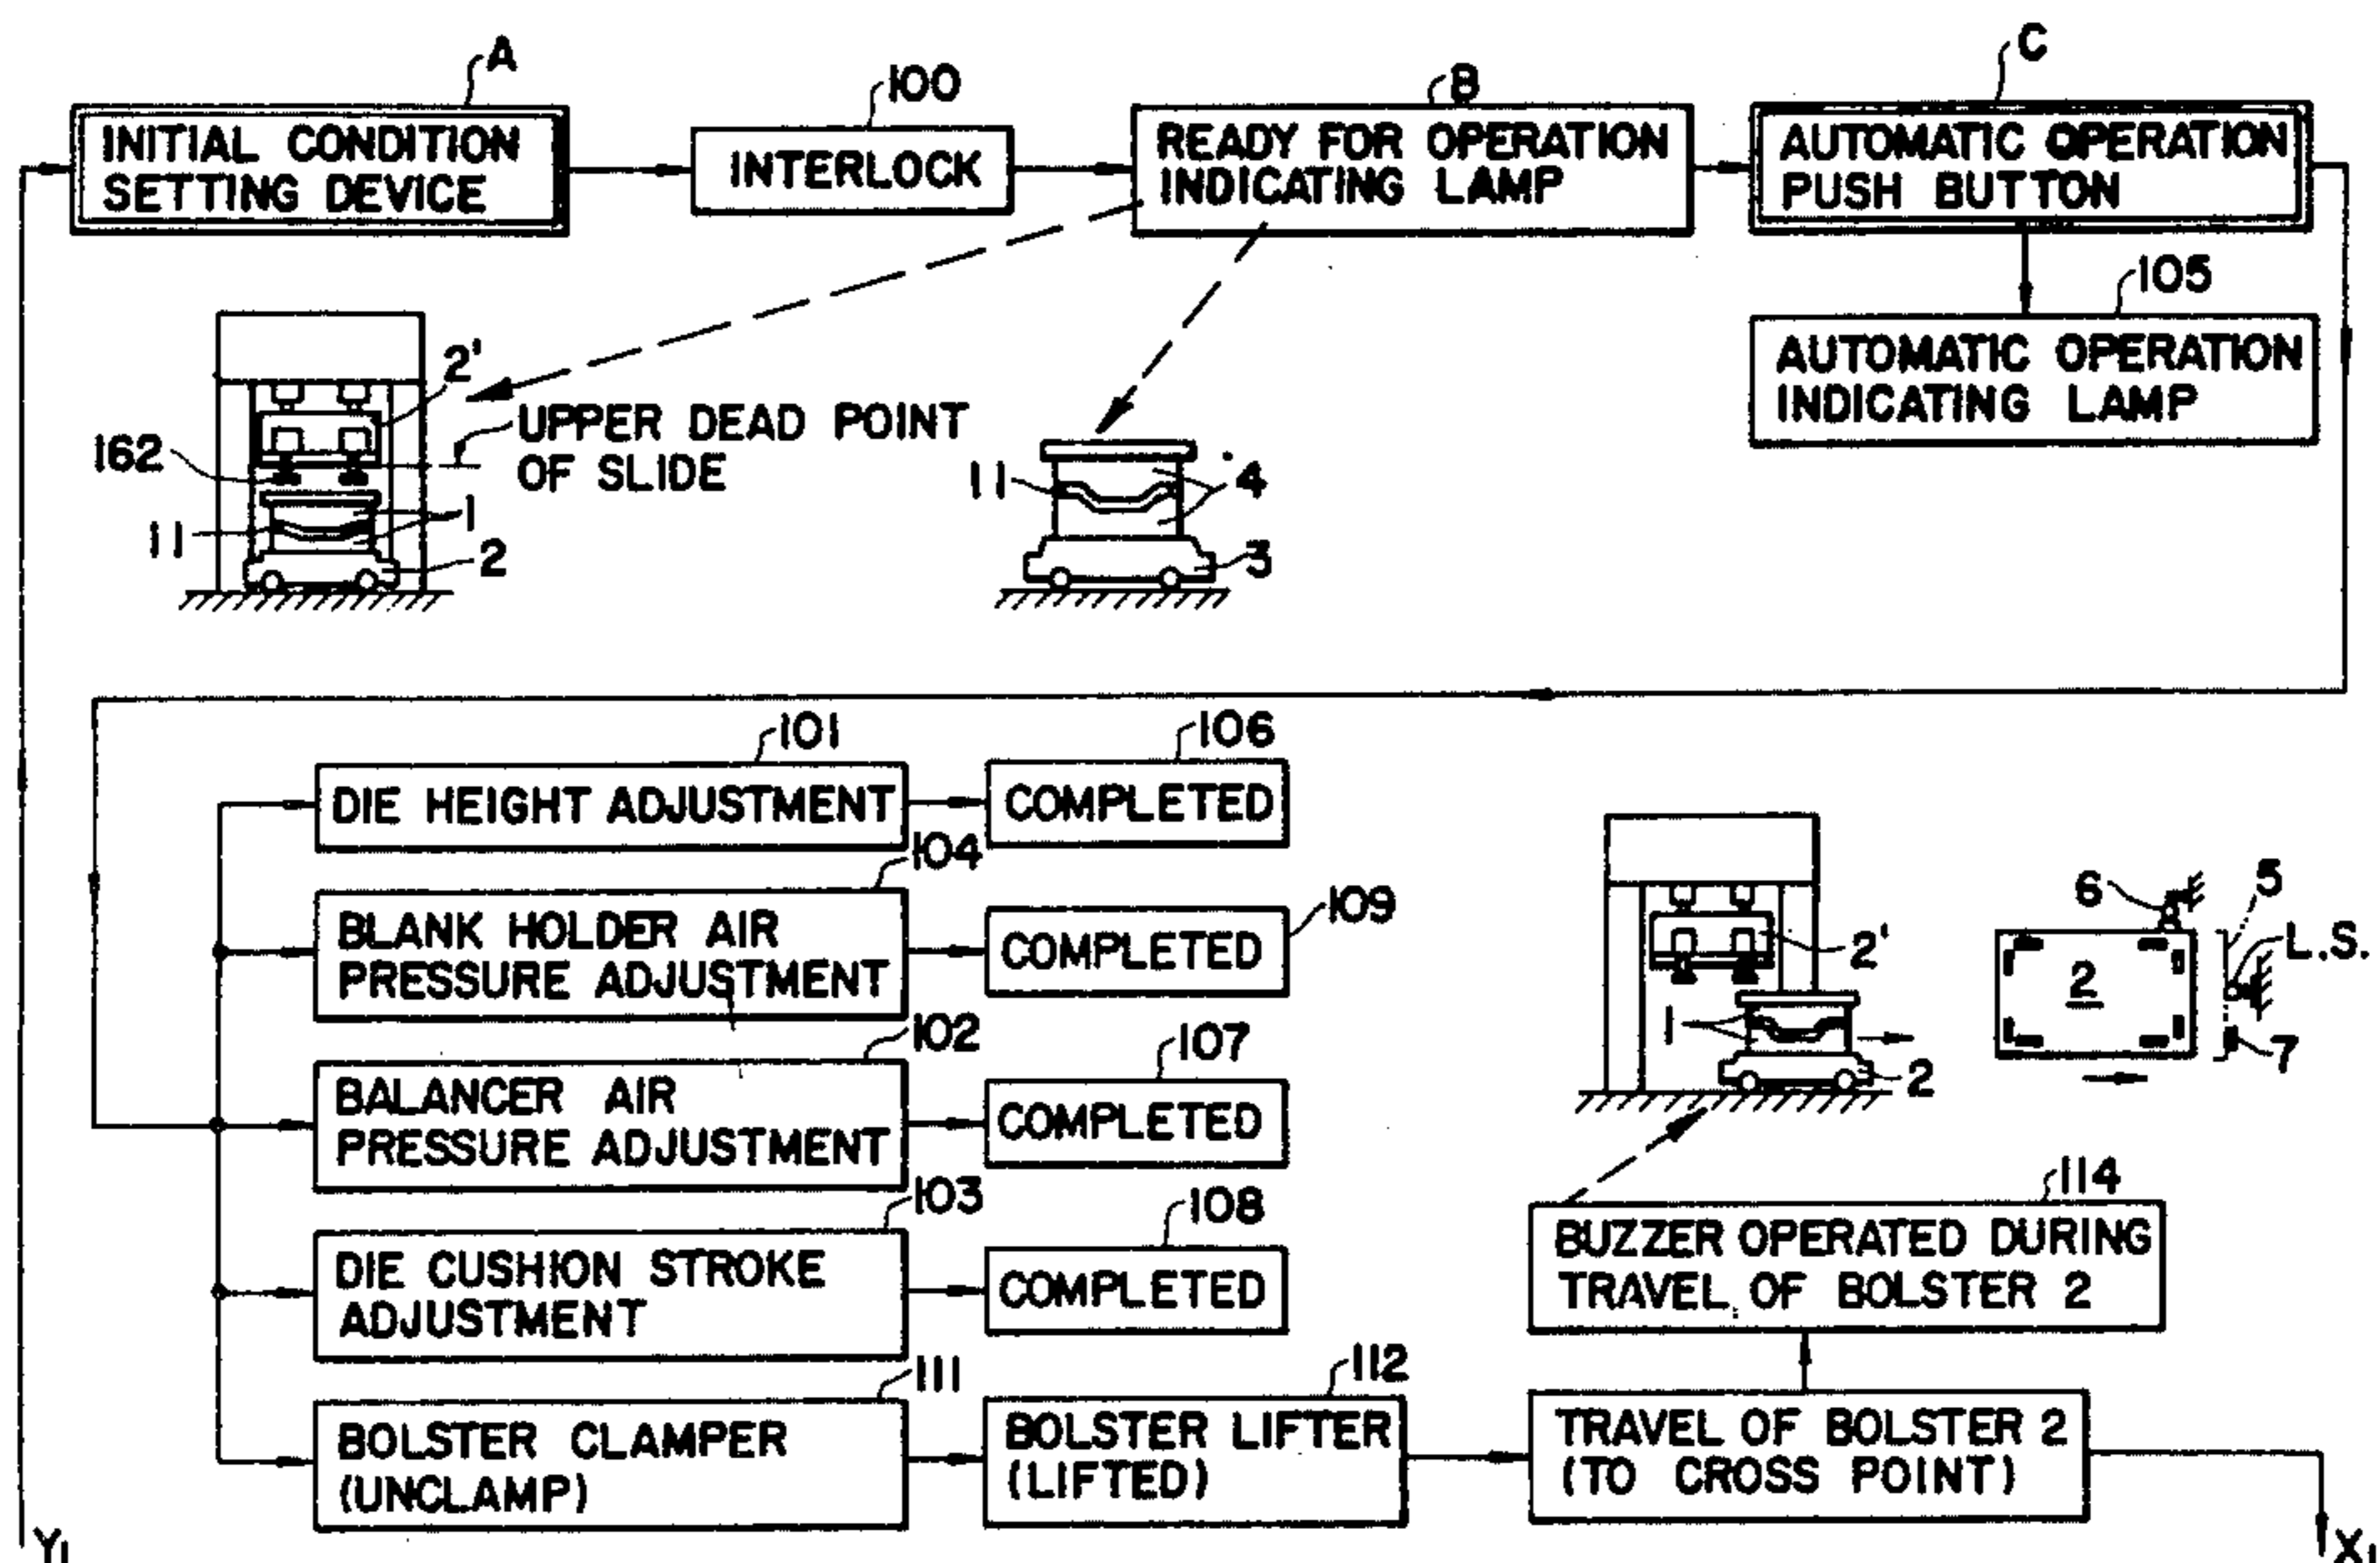 A
100
B
C
INITIAL CONDITION
SETTING DEVICE
INTERLOCK
READY FOR OPERATION
INDICATING LAMP
AUTOMATIC OPERATION
PUSH BUTTON
105
AUTOMATIC OPERATION
INDICATING LAMP
2'
UPPER DEAD POINT
OF SLIDE
162
1
11
2
11
4
3
101
106
DIE HEIGHT ADJUSTMENT
COMPLETED
104
109
BLANK HOLDER AIR
PRESSURE ADJUSTMENT
COMPLETED
102
107
BALANCER AIR
PRESSURE ADJUSTMENT
COMPLETED
103
108
DIE CUSHION STROKE
ADJUSTMENT
COMPLETED
2'
1
2
6
5
L.S.
2
7
114
BUZZER OPERATED DURING
TRAVEL OF BOLSTER 2
111
112
BOLSTER CLAMPER
(UNCLAMP)
BOLSTER LIFTER
(LIFTED)
TRAVEL OF BOLSTER 2
(TO CROSS POINT)
Y1
X1